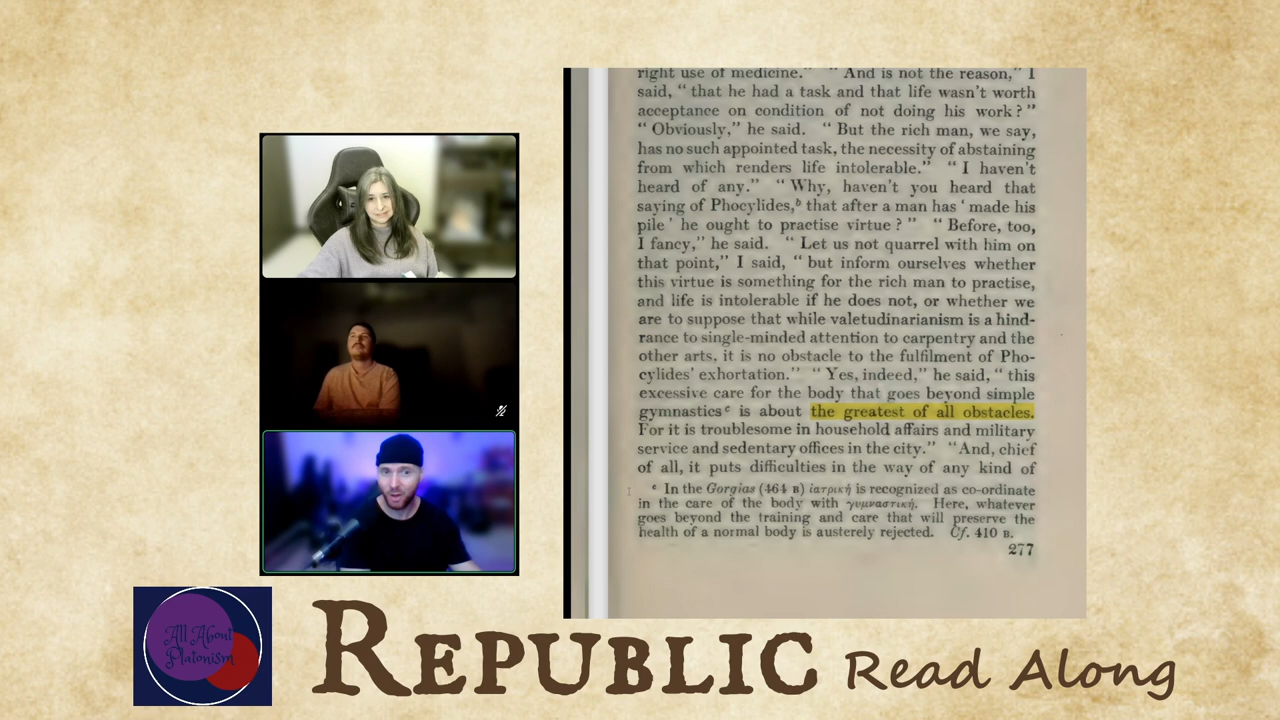 right use of medicine.” “And is not the reason,” I
said, “ that he had a task and that life wasn’t worth
acceptance on condition of not doing his work ? ”
“ Obviously,” he said. “ But the rich man, we say,
has no such appointed task, the necessity of abstaining
from which renders life intolerable.” “ I haven’t
heard of any.” “ Why, haven’t you heard that
saying of Phocylides,ᵇ that after a man has ‘ made his
pile ’ he ought to practise virtue ? ” “ Before, too,
I fancy,” he said. “ Let us not quarrel with him on
that point,” I said, “ but inform ourselves whether
this virtue is something for the rich man to practise,
and life is intolerable if he does not, or whether we
are to suppose that while valetudinarianism is a hind-
rance to single-minded attention to carpentry and the
other arts, it is no obstacle to the fulfilment of Pho-
cylides’ exhortation.” “ Yes, indeed,” he said, “ this
excessive care for the body that goes beyond simple
gymnasticsᶜ is about the greatest of all obstacles.
For it is troublesome in household affairs and military
service and sedentary offices in the city.” “And, chief
of all, it puts difficulties in the way of any kind of
ᶜ In the Gorgias (464 B) ἰατρική is recognized as co-ordinate
in the care of the body with γυμναστική. Here, whatever
goes beyond the training and care that will preserve the
health of a normal body is austerely rejected. Cf. 410 B.
277
All About
Platonism
REPUBLIC Read Along